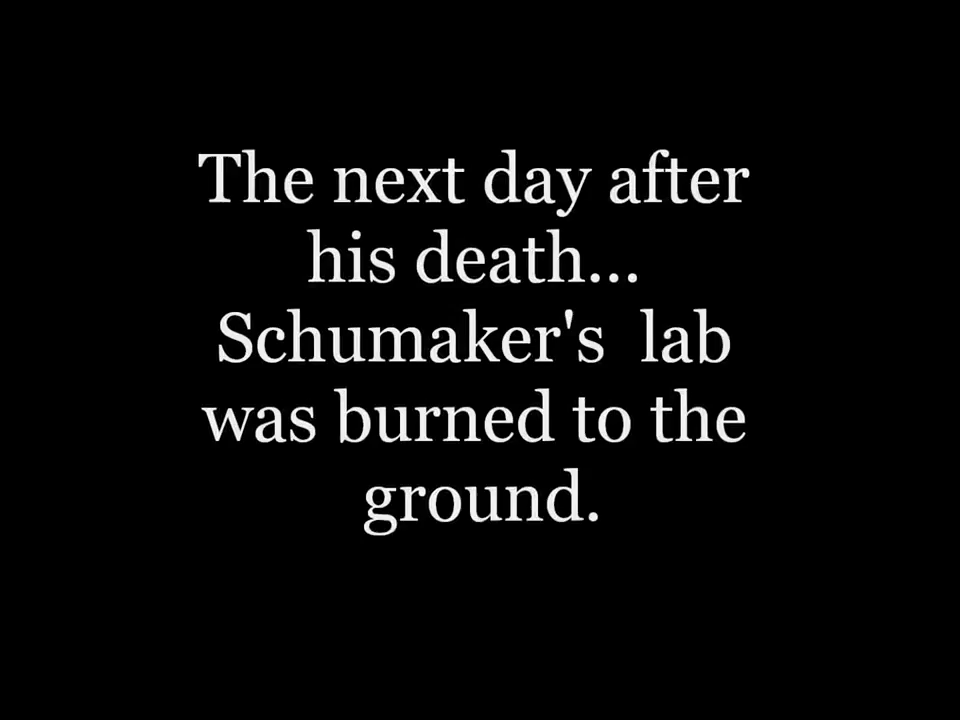 The next day after
his death...
Schumaker's  lab
was burned to the
ground.